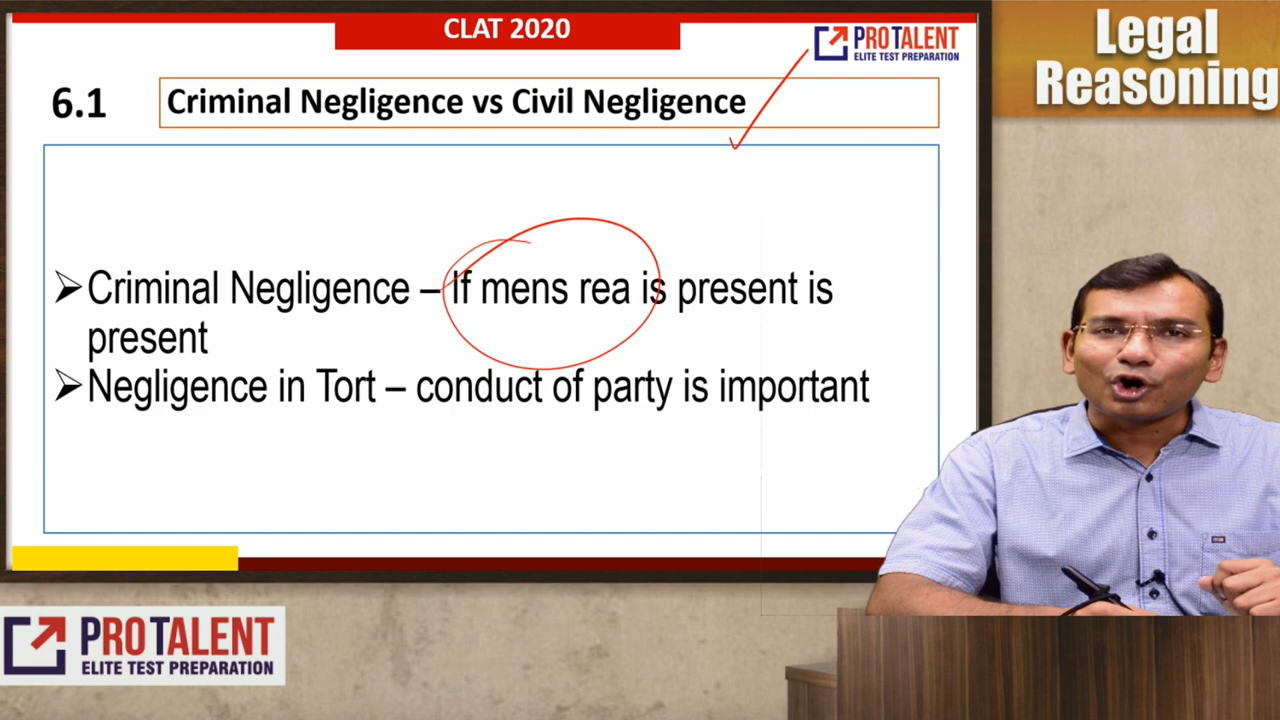 CLAT 2020
PROTALENT
ELITE TEST PREPARATION
Legal
Reasoning
6.1 Criminal Negligence vs Civil Negligence
➢Criminal Negligence – If mens rea is present is
present
➢Negligence in Tort – conduct of party is important
PROTALENT
ELITE TEST PREPARATION